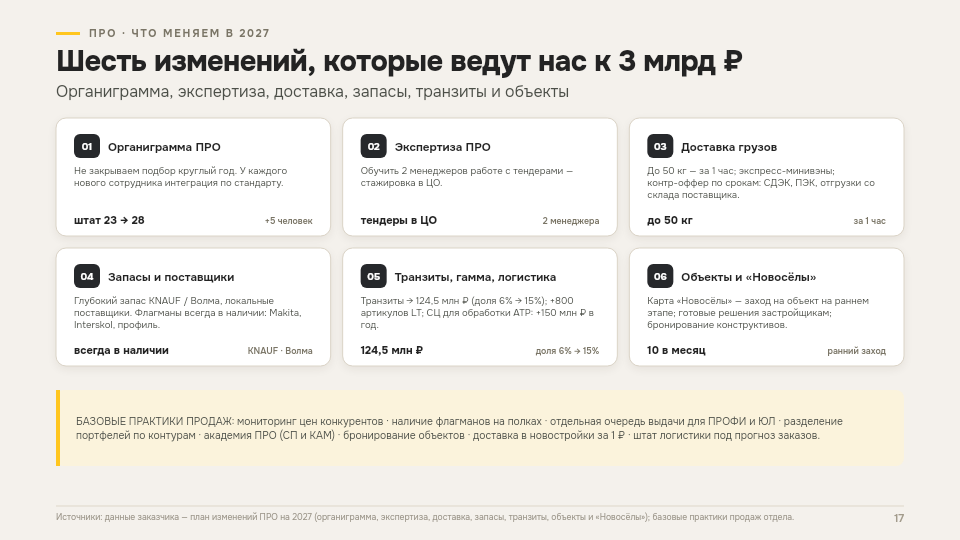 ПРО · ЧТО МЕНЯЕМ В 2027
Шесть изменений, которые ведут нас к 3 млрд ₽
Органиграмма, экспертиза, доставка, запасы, транзиты и объекты
01 Органиграмма ПРО
Не закрываем подбор круглый год. У каждого
нового сотрудника интеграция по стандарту.
штат 23 → 28 +5 человек
02 Экспертиза ПРО
Обучить 2 менеджеров работе с тендерами —
стажировка в ЦО.
тендеры в ЦО 2 менеджера
03 Доставка грузов
До 50 кг — за 1 час; экспресс-минивэны;
контр-оффер по срокам: СДЭК, ПЭК, отгрузки со
склада поставщика.
до 50 кг за 1 час
04 Запасы и поставщики
Глубокий запас KNAUF / Волма, локальные
поставщики. Флагманы всегда в наличии: Makita,
Interskol, профиль.
всегда в наличии KNAUF · Волма
05 Транзиты, гамма, логистика
Транзиты → 124,5 млн ₽ (доля 6% → 15%); +800
артикулов LT; СЦ для обработки АТР: +150 млн ₽ в
год.
124,5 млн ₽ доля 6% → 15%
06 Объекты и «Новосёлы»
Карта «Новосёлы» — заход на объект на раннем
этапе; готовые решения застройщикам;
бронирование конструктивов.
10 в месяц ранний заход
БАЗОВЫЕ ПРАКТИКИ ПРОДАЖ: мониторинг цен конкурентов · наличие флагманов на полках · отдельная очередь выдачи для ПРОФИ и ЮЛ · разделение
портфелей по контурам · академия ПРО (СП и КАМ) · бронирование объектов · доставка в новостройки за 1 ₽ · штат логистики под прогноз заказов.
Источники: данные заказчика — план изменений ПРО на 2027 (органиграмма, экспертиза, доставка, запасы, транзиты, объекты и «Новосёлы»); базовые практики продаж отдела.
17